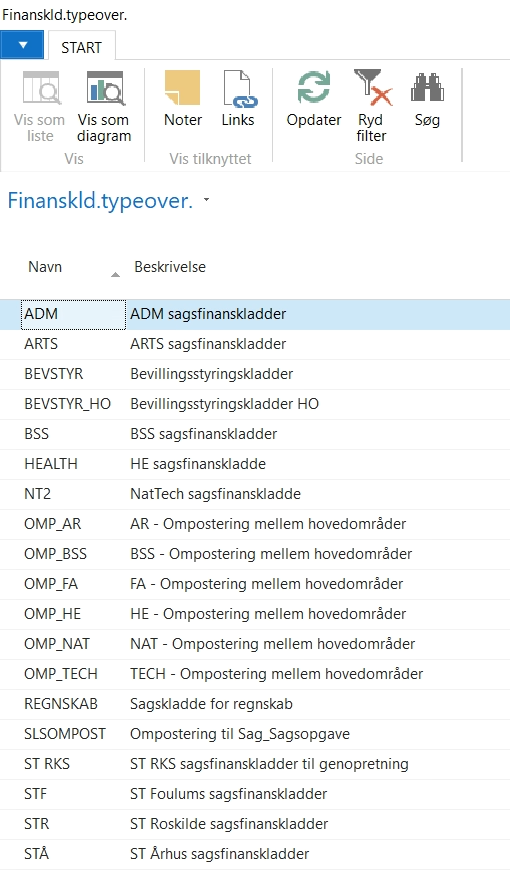 Finanskld.typeover.
START
Vis som liste
Vis som diagram
Noter
Links
Opdater
Ryd filter
Søg
Vis
Vis tilknyttet
Side
Finanskld.typeover.
Navn Beskrivelse
ADM ADM sagsfinanskladder
ARTS ARTS sagsfinanskladder
BEVSTYR Bevillingsstyringskladder
BEVSTYR_HO Bevillingsstyringskladder HO
BSS BSS sagsfinanskladder
HEALTH HE sagsfinanskladde
NT2 NatTech sagsfinanskladde
OMP_AR AR - Ompostering mellem hovedområder
OMP_BSS BSS - Ompostering mellem hovedområder
OMP_FA FA - Ompostering mellem hovedområder
OMP_HE HE - Ompostering mellem hovedområder
OMP_NAT NAT - Ompostering mellem hovedområder
OMP_TECH TECH - Ompostering mellem hovedområder
REGNSKAB Sagskladde for regnskab
SLSOMPOST Ompostering til Sag_Sagsopgave
ST RKS ST RKS sagsfinanskladder til genopretning
STF ST Foulums sagsfinanskladder
STR ST Roskilde sagsfinanskladder
STÅ ST Århus sagsfinanskladder